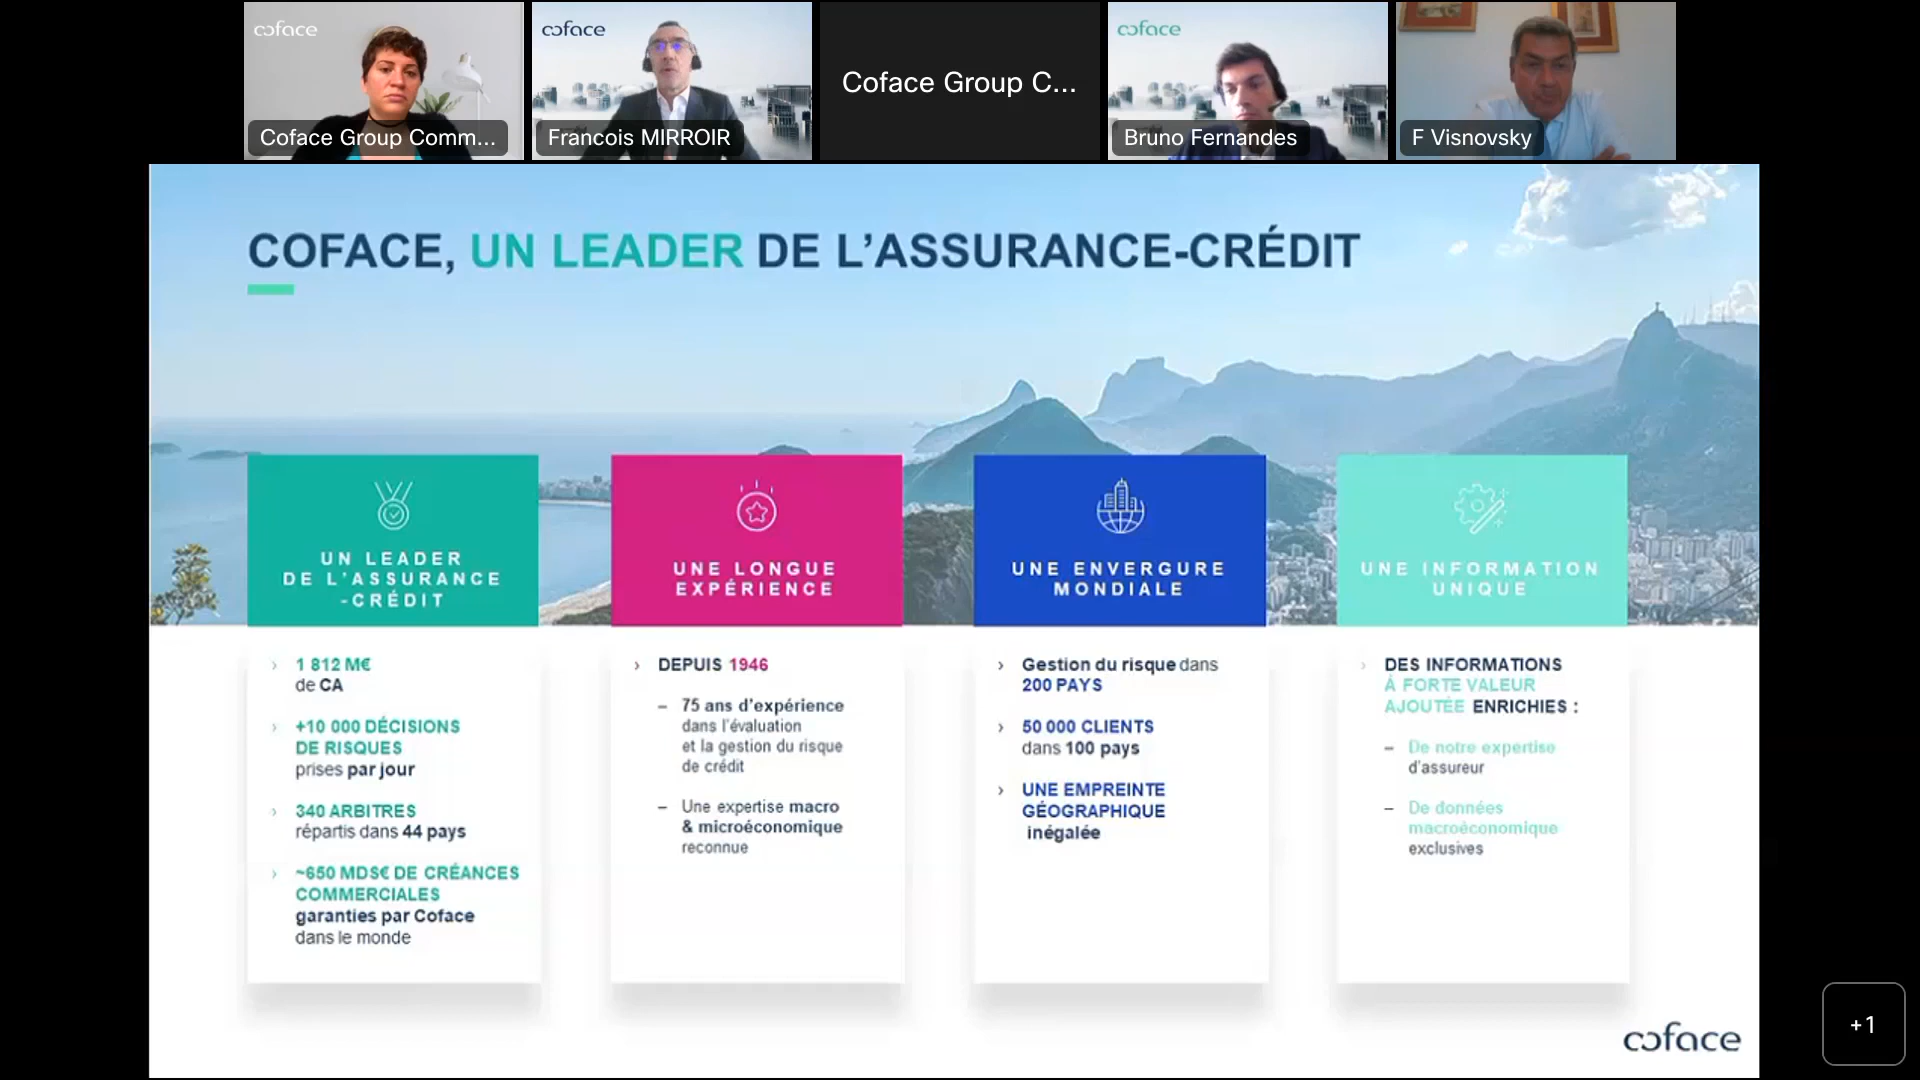 coface
Coface Group Comm...
coface
Francois MIRROIR
Coface Group C...
coface
Bruno Fernandes
F Visnovsky
COFACE, UN LEADER DE L’ASSURANCE-CRÉDIT
UN LEADER
DE L’ASSURANCE
-CRÉDIT
› 1 812 M€
de CA
› +10 000 DÉCISIONS
DE RISQUES
prises par jour
› 340 ARBITRES
répartis dans 44 pays
› ~650 MDS€ DE CRÉANCES
COMMERCIALES
garanties par Coface
dans le monde
UNE LONGUE
EXPÉRIENCE
› DEPUIS 1946
– 75 ans d’expérience
dans l’évaluation
et la gestion du risque
de crédit
– Une expertise macro
& microéconomique
reconnue
UNE ENVERGURE
MONDIALE
› Gestion du risque dans
200 PAYS
› 50 000 CLIENTS
dans 100 pays
› UNE EMPREINTE
GÉOGRAPHIQUE
inégalée
UNE INFORMATION
UNIQUE
› DES INFORMATIONS
À FORTE VALEUR
AJOUTÉE ENRICHIES :
– De notre expertise
d’assureur
– De données
macroéconomique
exclusives
coface
+1